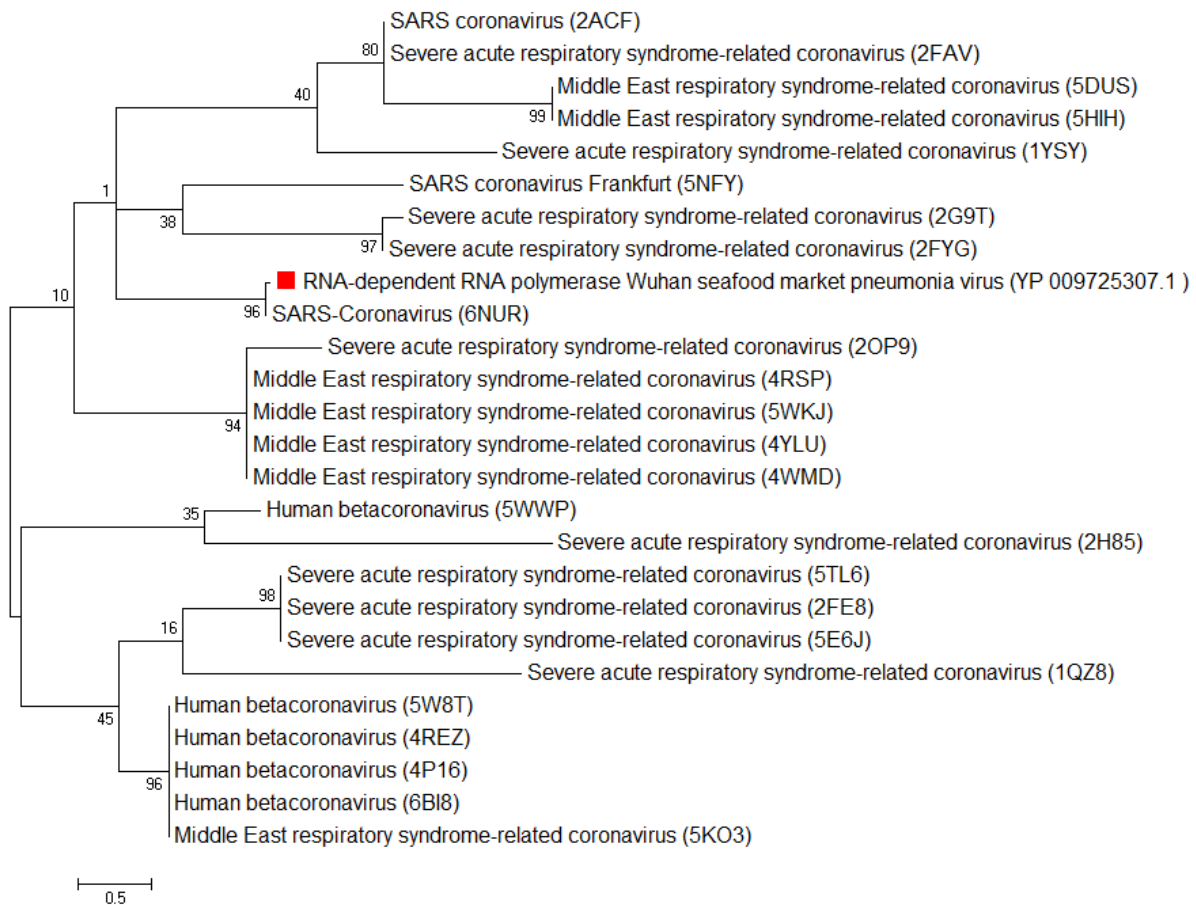 SARS coronavirus (2ACF)
80
Severe acute respiratory syndrome-related coronavirus (2FAV)
Middle East respiratory syndrome-related coronavirus (5DUS)
40
99
Middle East respiratory syndrome-related coronavirus (5HIH)
Severe acute respiratory syndrome-related coronavirus (1YSY)
1
SARS coronavirus Frankfurt (5NFY)
38
Severe acute respiratory syndrome-related coronavirus (2G9T)
97
Severe acute respiratory syndrome-related coronavirus (2FYG)
RNA-dependent RNA polymerase Wuhan seafood market pneumonia virus (YP 009725307.1 )
10
96
SARS-Coronavirus (6NUR)
Severe acute respiratory syndrome-related coronavirus (2OP9)
Middle East respiratory syndrome-related coronavirus (4RSP)
Middle East respiratory syndrome-related coronavirus (5WKJ)
94
Middle East respiratory syndrome-related coronavirus (4YLU)
Middle East respiratory syndrome-related coronavirus (4WMD)
35
Human betacoronavirus (5WWP)
Severe acute respiratory syndrome-related coronavirus (2H85)
Severe acute respiratory syndrome-related coronavirus (5TL6)
98
Severe acute respiratory syndrome-related coronavirus (2FE8)
16
Severe acute respiratory syndrome-related coronavirus (5E6J)
Severe acute respiratory syndrome-related coronavirus (1QZ8)
45
Human betacoronavirus (5W8T)
Human betacoronavirus (4REZ)
Human betacoronavirus (4P16)
96
Human betacoronavirus (6BI8)
Middle East respiratory syndrome-related coronavirus (5KO3)
0.5